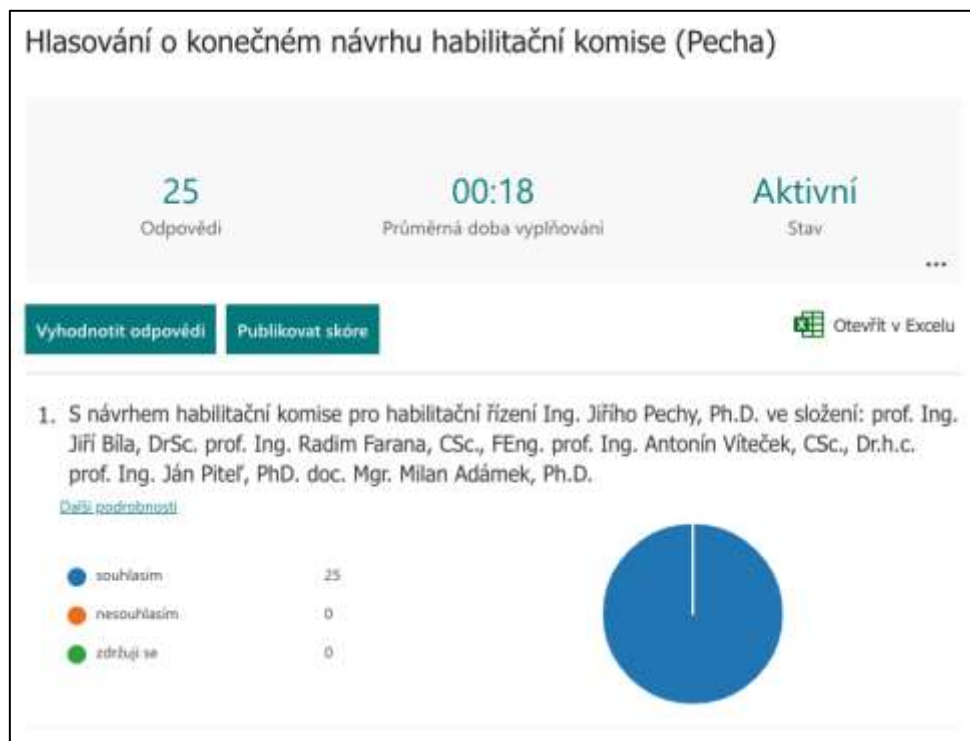 Hlasování o konečném návrhu habilitační komise (Pecha)
25
Odpovědi
00:18
Průměrná doba vyplňování
Aktivní
Stav
...
Vyhodnotit odpovědi
Publikovat skóre
Otevřít v Excelu
1. S návrhem habilitační komise pro habilitační řízení Ing. Jiřího Pechy, Ph.D. ve složení: prof. Ing.
Jiří Bíla, DrSc. prof. Ing. Radim Farana, CSc., FEng. prof. Ing. Antonín Víteček, CSc., Dr.h.c.
prof. Ing. Ján Piteľ, PhD. doc. Mgr. Milan Adámek, Ph.D.
Další podrobnosti
souhlasím 25
nesouhlasím 0
zdržuji se 0